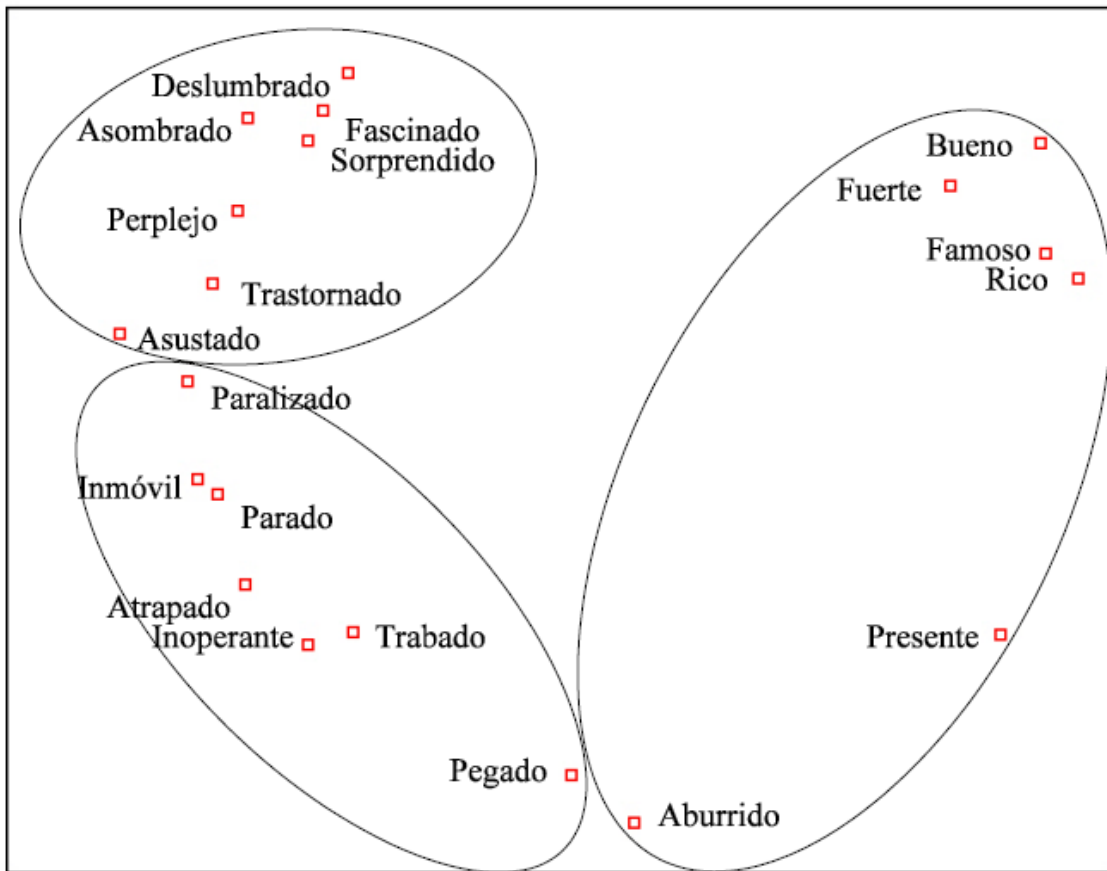 Deslumbrado
Asombrado
Fascinado
Sorprendido
Perplejo
Trastornado
Asustado
Paralizado
Inmóvil
Parado
Atrapado
Inoperante
Trabado
Pegado
Bueno
Fuerte
Famoso
Rico
Presente
Aburrido